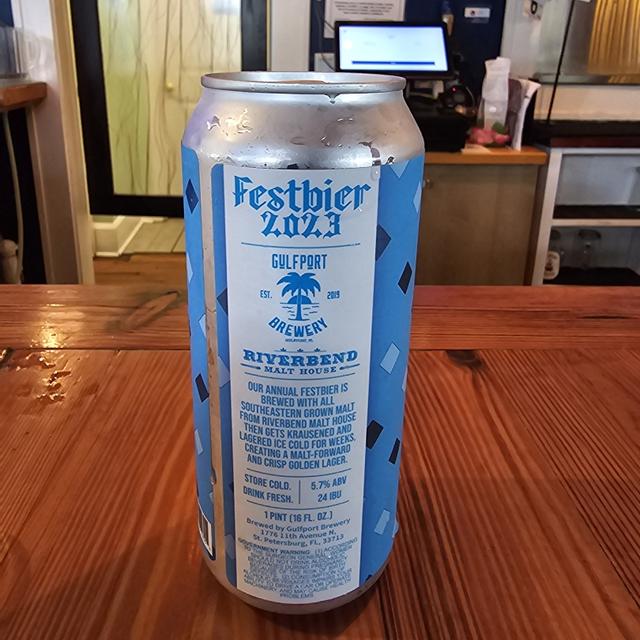 Festbier
2023
GULFPORT
EST. 2019
BREWERY
RIVERBEND
MALT HOUSE
OUR ANNUAL FESTBIER IS
BREWED WITH ALL
SOUTHEASTERN GROWN MALT
FROM RIVERBEND MALT HOUSE
THEN GETS KRAUSENED AND
LAGERED ICE COLD FOR WEEKS,
CREATING A MALT-FORWARD
AND CRISP GOLDEN LAGER.
STORE COLD. 5.7% ABV
DRINK FRESH. 24 IBU
1 PINT (16 FL. OZ.)
Brewed by Gulfport Brewery
1776 11th Avenue N.
St. Petersburg, FL, 33713
GOVERNMENT WARNING: (1) ACCORDING
PROBLEMS